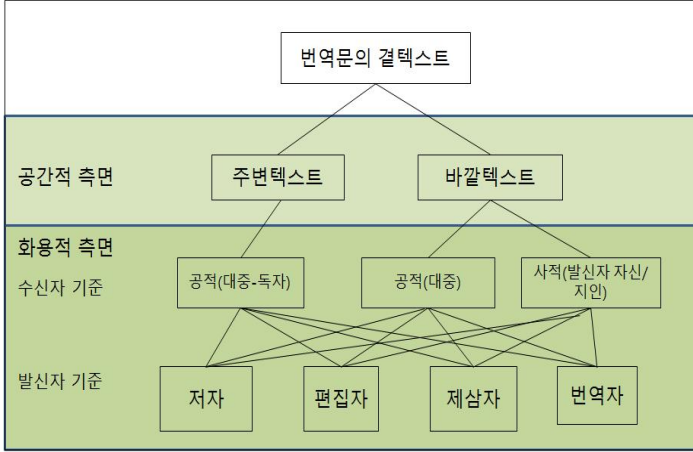 번역문의 곁텍스트
공간적 측면
주변텍스트
바깥텍스트
화용적 측면
수신자 기준
공적(대중-독자)
공적(대중)
사적(발신자 자신/
지인)
발신자 기준
저자
편집자
제삼자
번역자